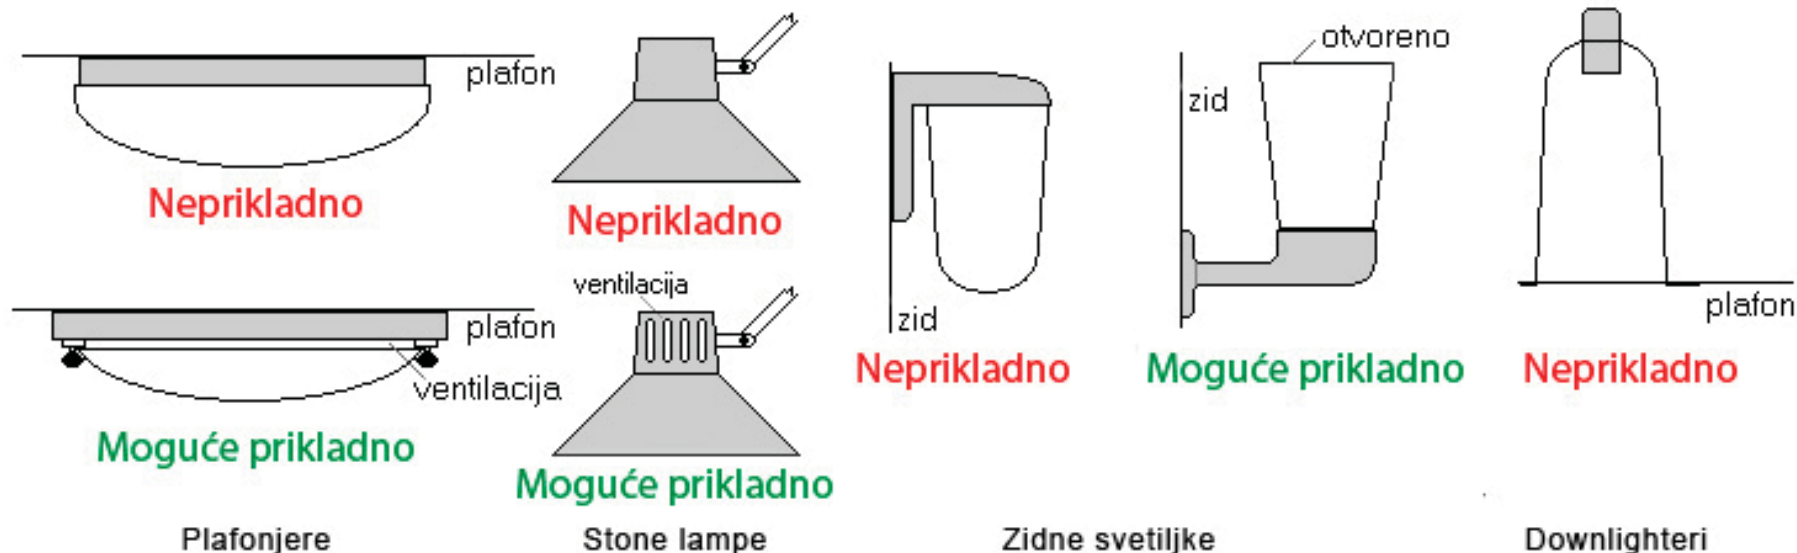 plafon
Neprikladno
plafon
ventilacija
Moguće prikladno
Plafonjere
Neprikladno
ventilacija
Moguće prikladno
Stone lampe
zid
Neprikladno
otvoreno
zid
Moguće prikladno
Zidne svetiljke
plafon
Neprikladno
Downlighteri